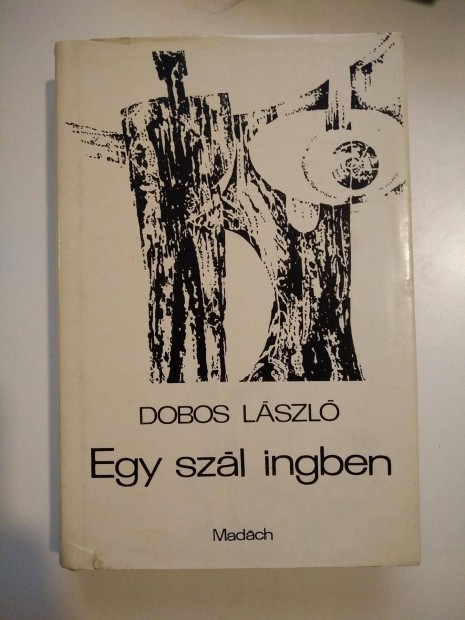 DOBOS LÁSZLÓ
Egy szál ingben
Madách